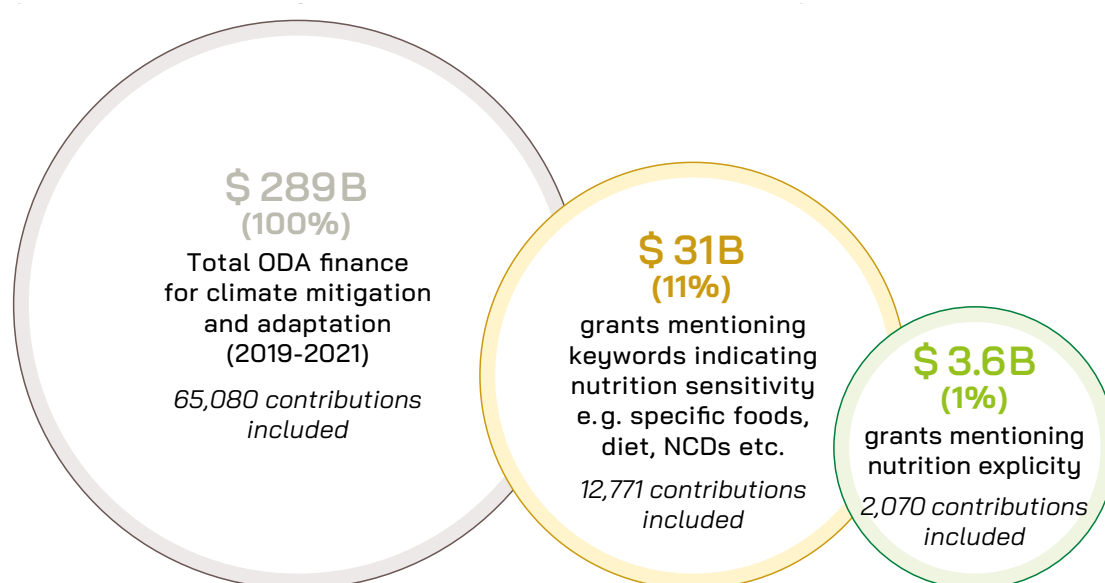 $ 289B
(100%)
Total ODA finance
for climate mitigation
and adaptation
(2019-2021)
65,080 contributions
included
$ 31B
(11%)
grants mentioning
keywords indicating
nutrition sensitivity
e.g. specific foods,
diet, NCDs etc.
12,771 contributions
included
$ 3.6B
(1%)
grants mentioning
nutrition explicity
2,070 contributions
included